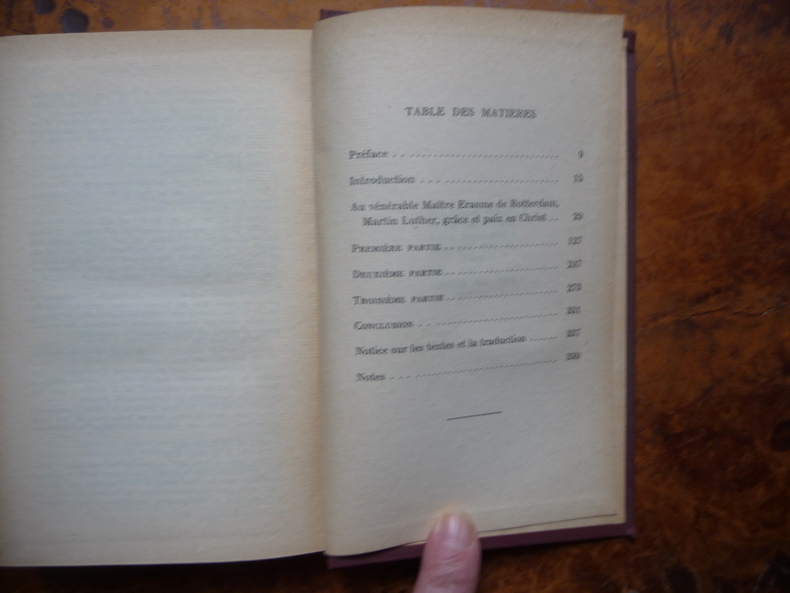 TABLE DES MATIERES
Préface
Introduction
Au vénérable Maître Erasme de Rotterdam,
Martin Luther, grâce et paix en Christ
PREMIÈRE PARTIE
DEUXIÈME PARTIE
TROISIÈME PARTIE
CONCLUSION
Notice sur les textes et la traduction
Notes